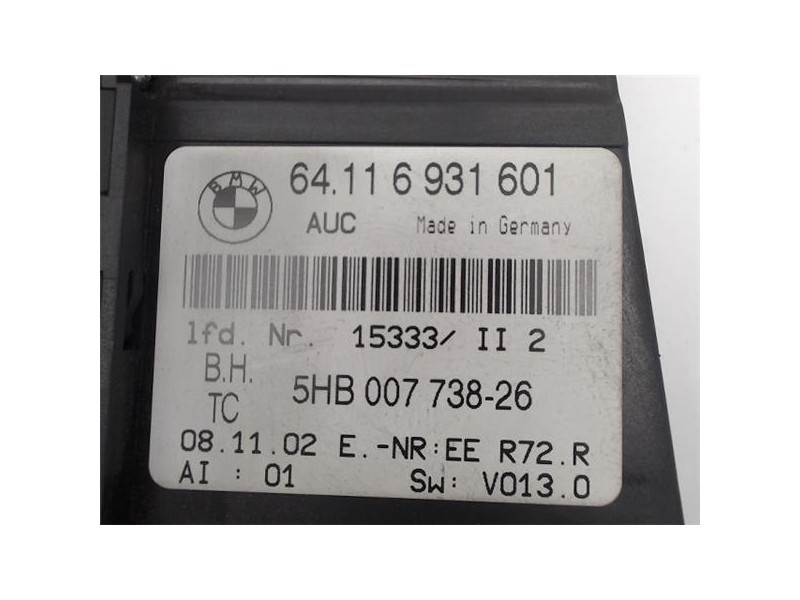 BMW
64.11 6 931 601
AUC Made in Germany
lfd. Nr. 15333/ II 2
B.H.
TC
5HB 007 738-26
08.11.02 E.-NR:EE R72.R
AI : 01 Sw: V013.0